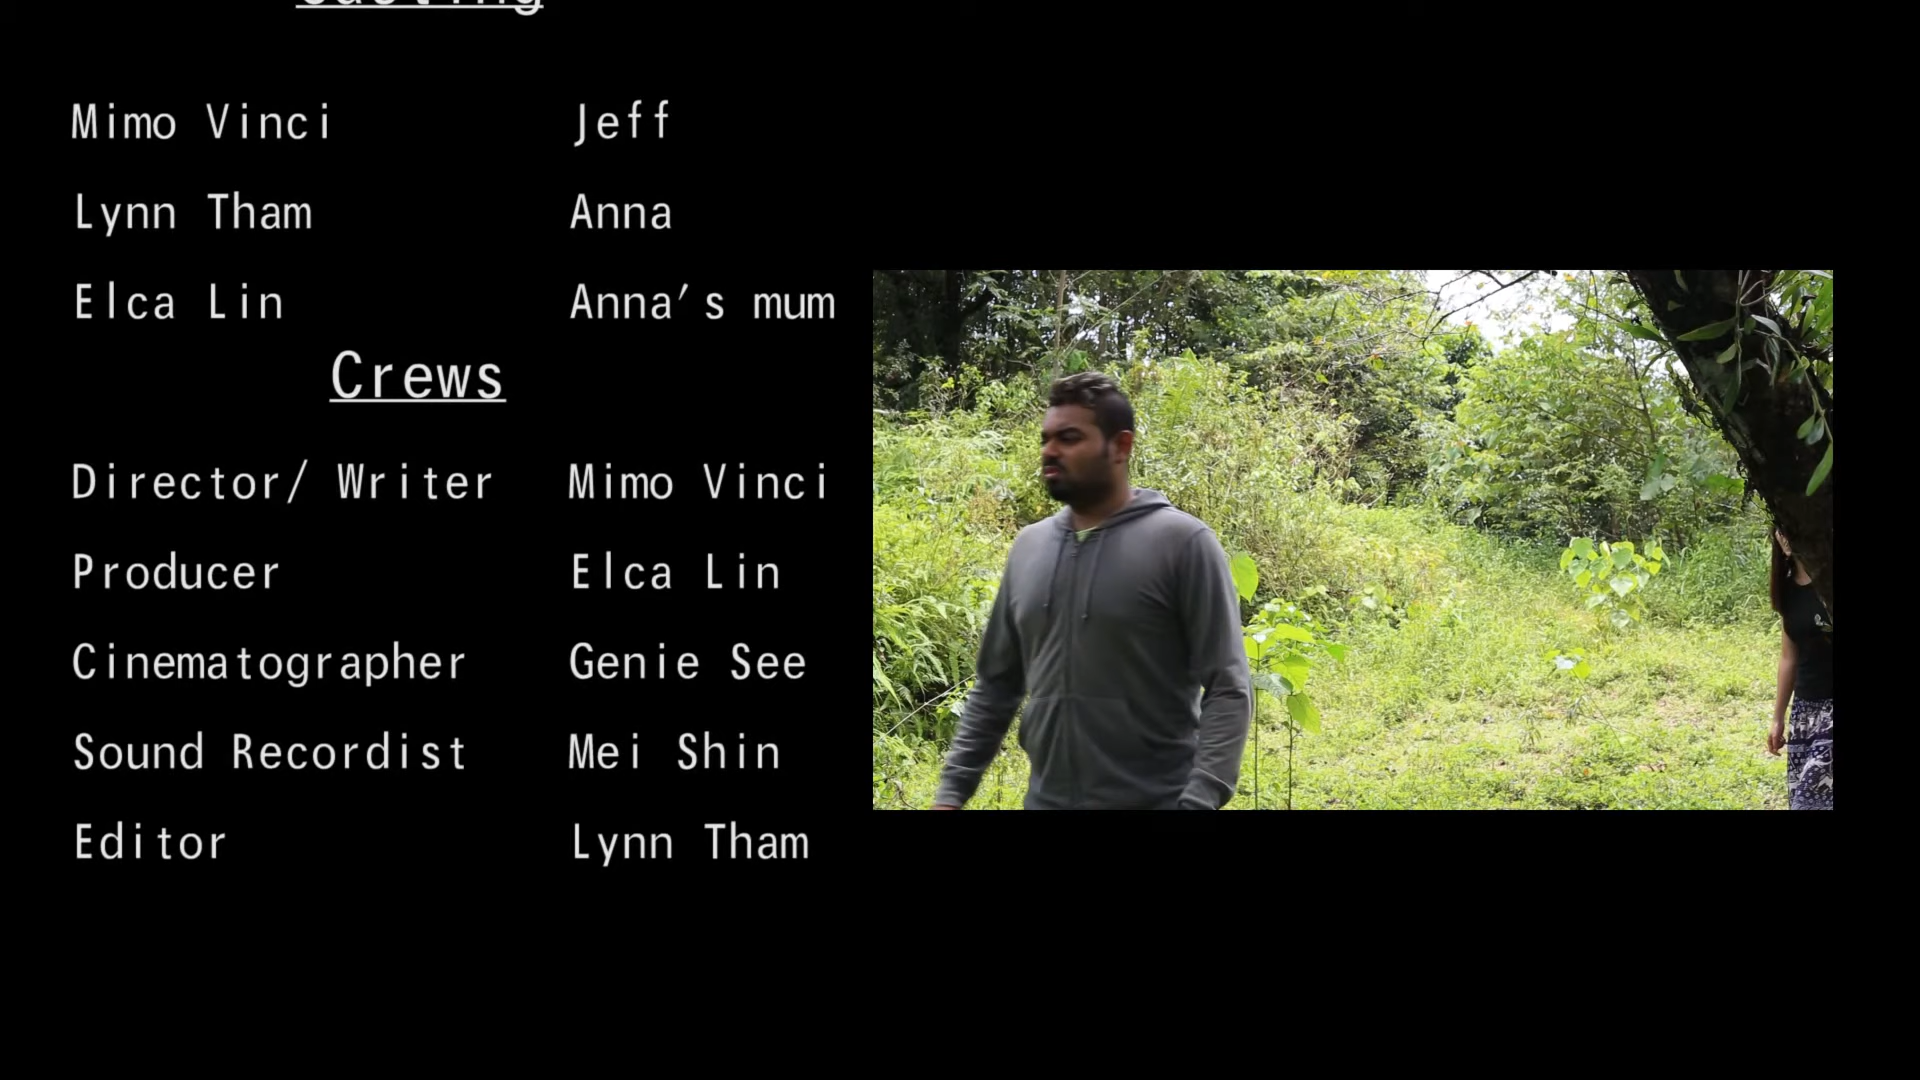 Casting
Mimo Vinci Jeff
Lynn Tham Anna
Elca Lin Anna's mum
Crews
Director/ Writer Mimo Vinci
Producer Elca Lin
Cinematographer Genie See
Sound Recordist Mei Shin
Editor Lynn Tham